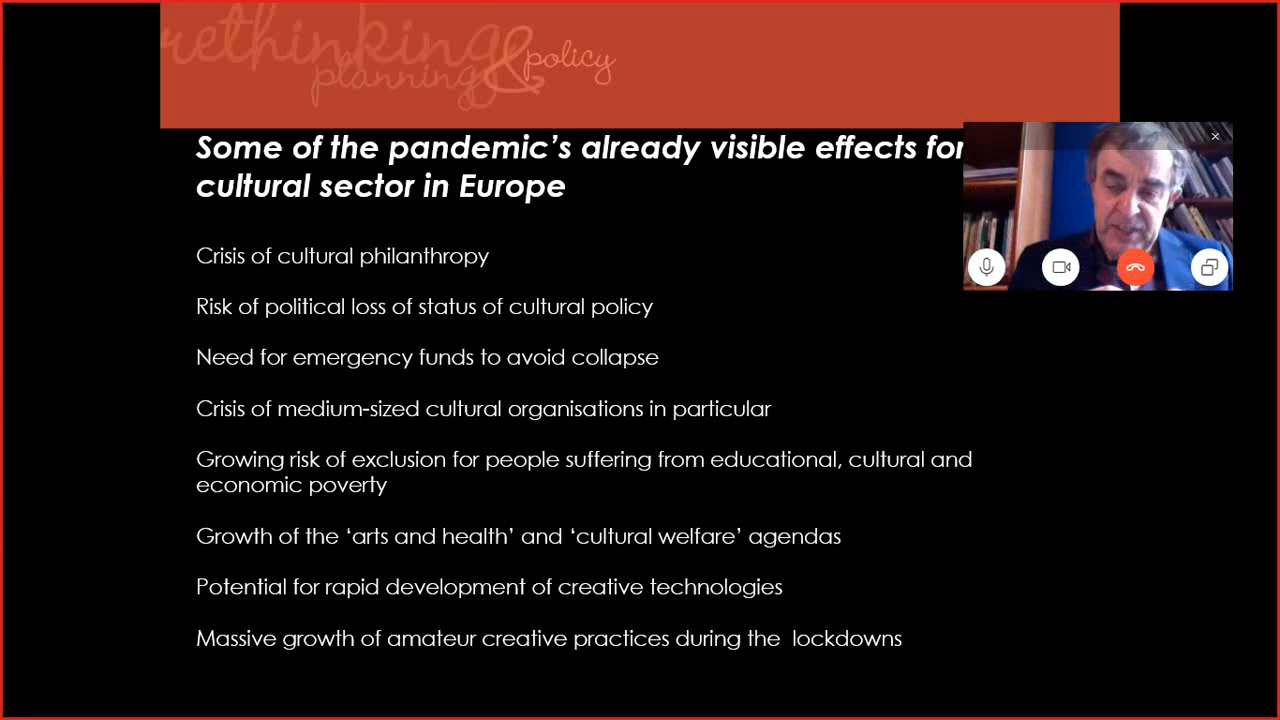 rethinking
planning & policy
Some of the pandemic’s already visible effects for
cultural sector in Europe
Crisis of cultural philanthropy
Risk of political loss of status of cultural policy
Need for emergency funds to avoid collapse
Crisis of medium-sized cultural organisations in particular
Growing risk of exclusion for people suffering from educational, cultural and
economic poverty
Growth of the ‘arts and health’ and ‘cultural welfare’ agendas
Potential for rapid development of creative technologies
Massive growth of amateur creative practices during the lockdowns